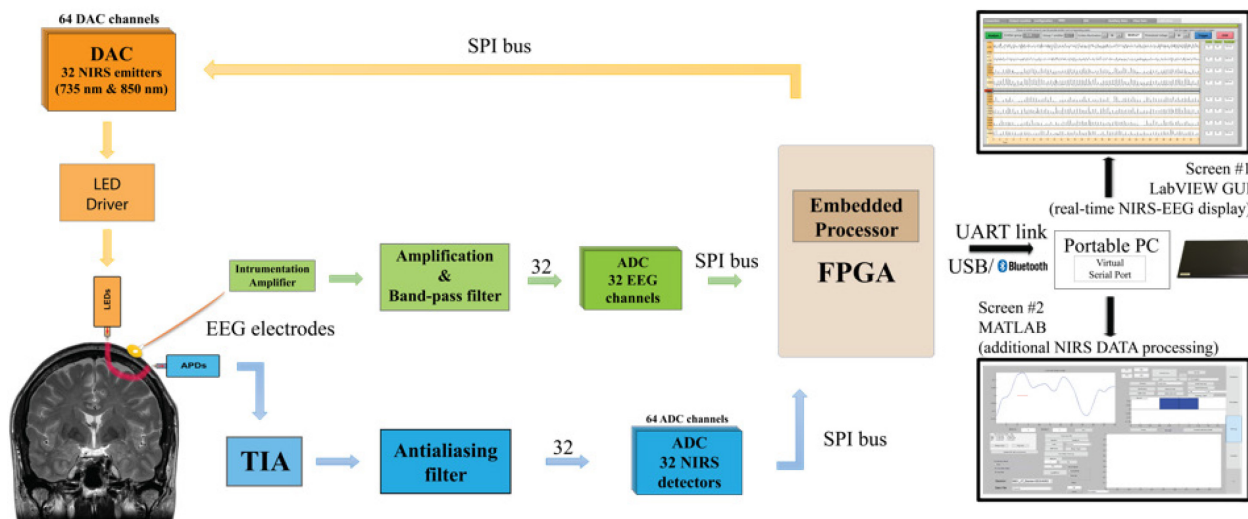 64 DAC channels
DAC
32 NIRS emitters
(735 nm & 850 nm)
SPI bus
LED
Driver
LEDs
Intrumentation
Amplifier
EEG electrodes
APDs
Amplification
&
Band-pass filter
32
ADC
32 EEG
channels
SPI bus
TIA
Antialiasing
filter
32
64 ADC channels
ADC
32 NIRS
detectors
SPI bus
Embedded
Processor
FPGA
UART link
USB/ Bluetooth
Screen #1
LabVIEW GUI
(real-time NIRS-EEG display)
Portable PC
Virtual
Serial Port
Screen #2
MATLAB
(additional NIRS DATA processing)